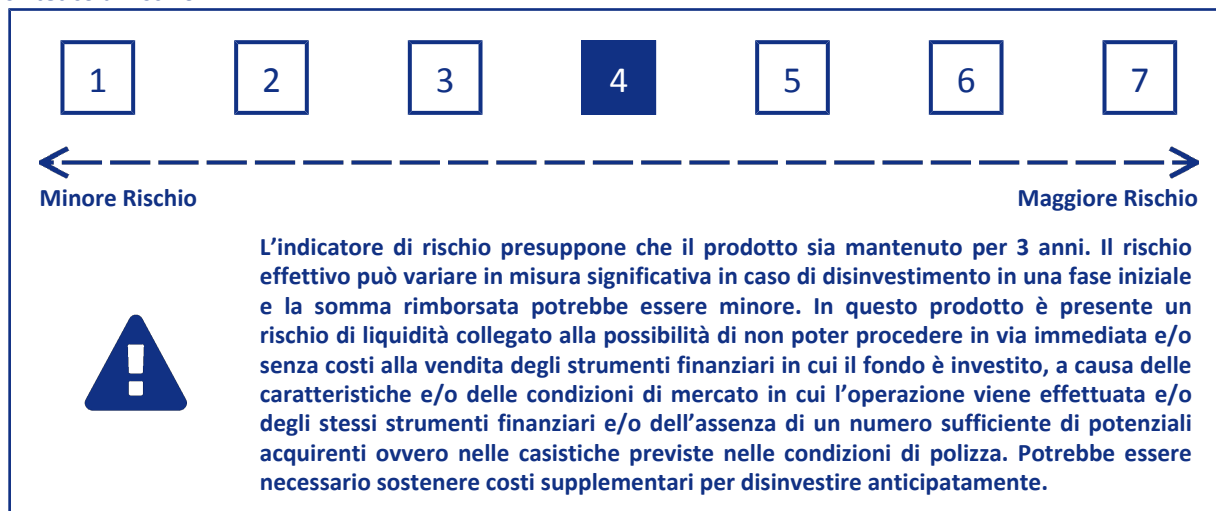 1 2 3 4 5 6 7
Minore Rischio Maggiore Rischio
L’indicatore di rischio presuppone che il prodotto sia mantenuto per 3 anni. Il rischio
effettivo può variare in misura significativa in caso di disinvestimento in una fase iniziale
e la somma rimborsata potrebbe essere minore. In questo prodotto è presente un
rischio di liquidità collegato alla possibilità di non poter procedere in via immediata e/o
senza costi alla vendita degli strumenti finanziari in cui il fondo è investito, a causa delle
caratteristiche e/o delle condizioni di mercato in cui l’operazione viene effettuata e/o
degli stessi strumenti finanziari e/o dell’assenza di un numero sufficiente di potenziali
acquirenti ovvero nelle casistiche previste nelle condizioni di polizza. Potrebbe essere
necessario sostenere costi supplementari per disinvestire anticipatamente.